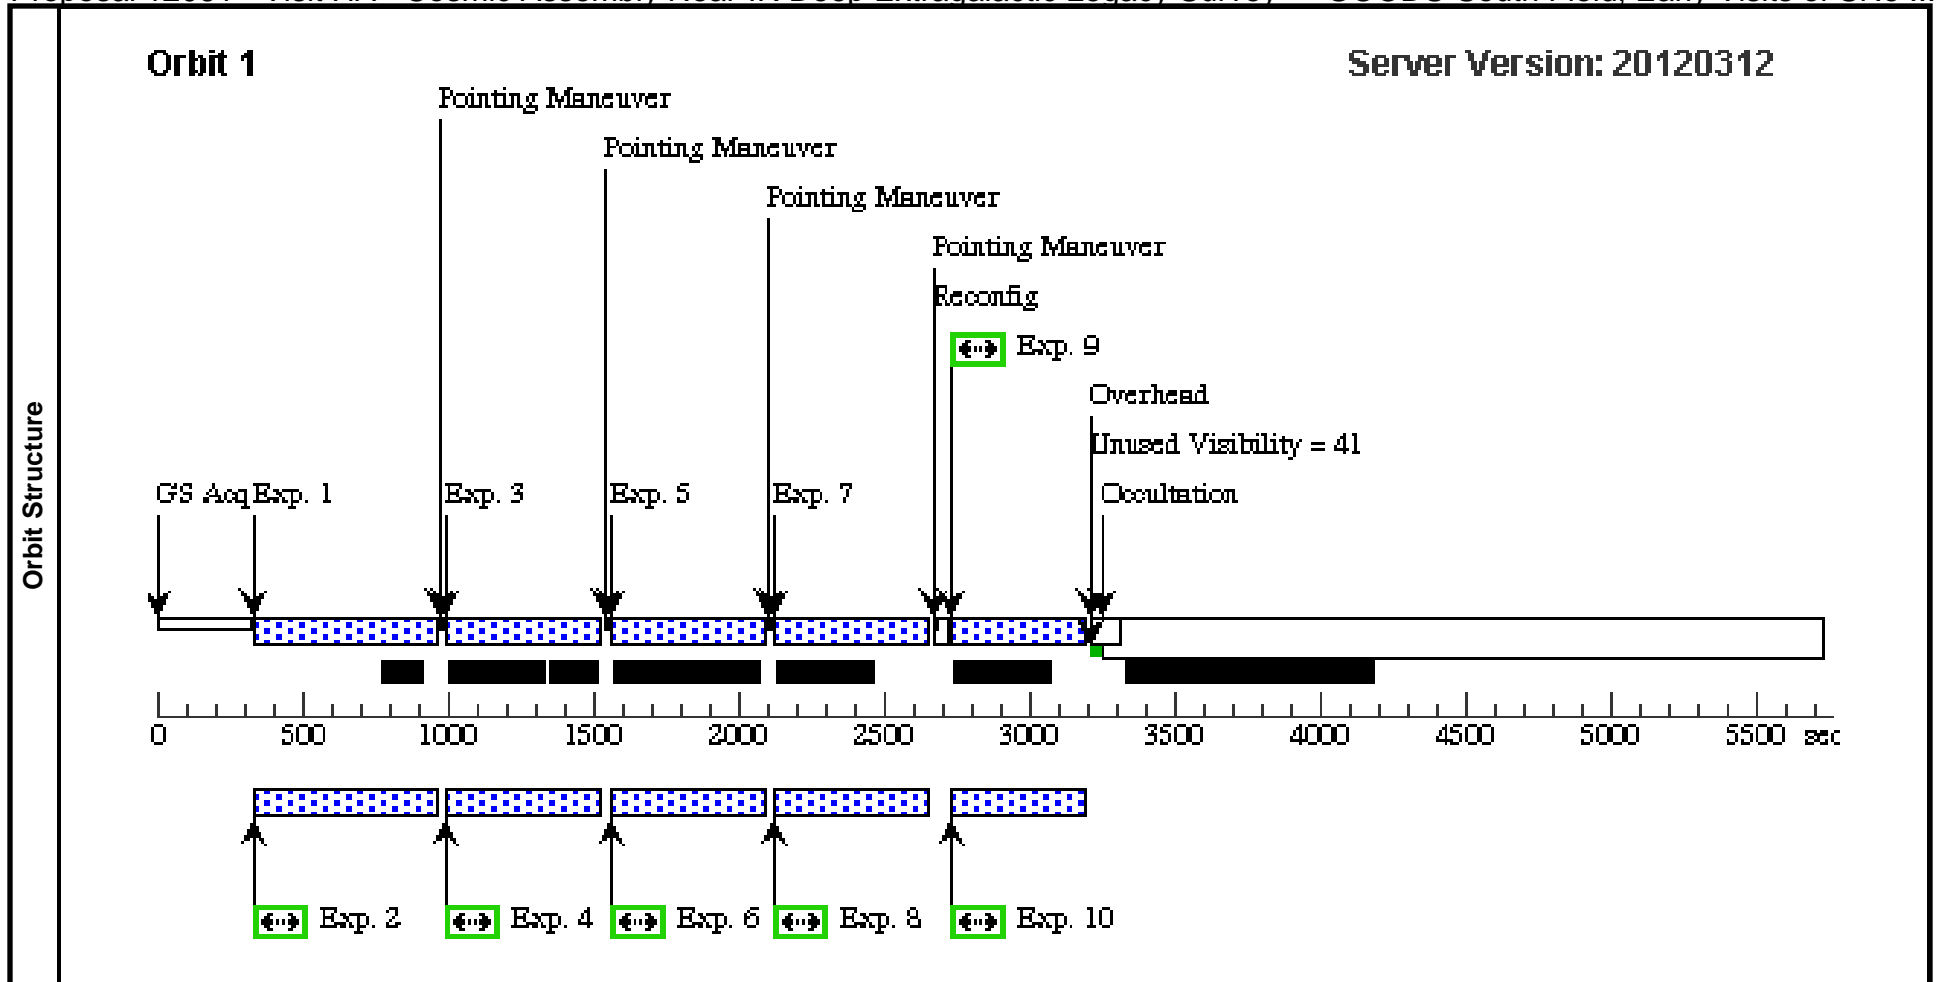 Orbit 1
Server Version: 20120312
Pointing Maneuver
Pointing Maneuver
Pointing Maneuver
Pointing Maneuver
Reconfig
Exp. 9
Overhead
Unused Visibility = 41
Occultation
GS Acq Exp. 1 Exp. 3 Exp. 5 Exp. 7
Orbit Structure
0 500 1000 1500 2000 2500 3000 3500 4000 4500 5000 5500 sec
Exp. 2 Exp. 4 Exp. 6 Exp. 8 Exp. 10